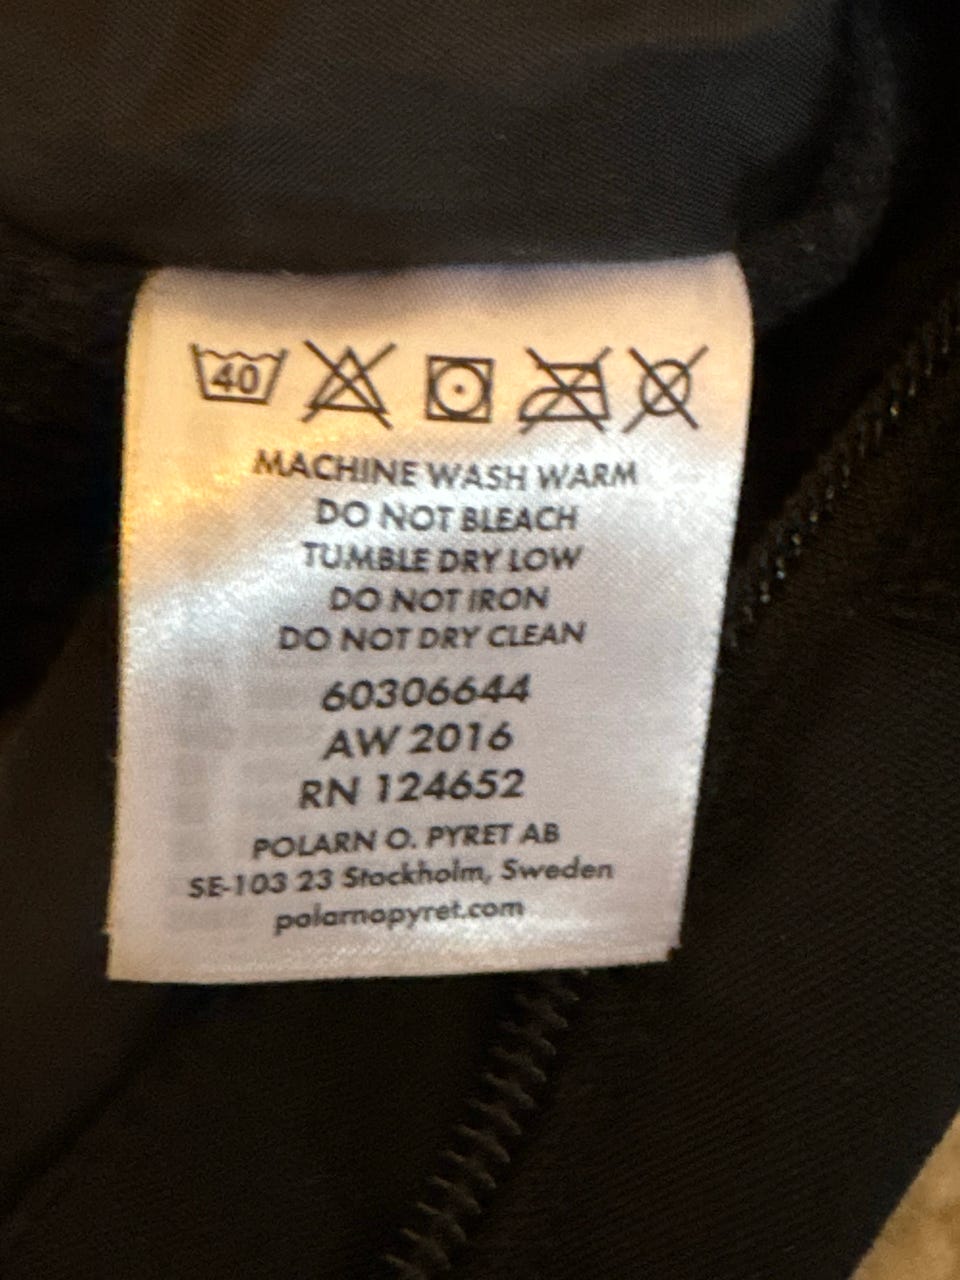 40
MACHINE WASH WARM
DO NOT BLEACH
TUMBLE DRY LOW
DO NOT IRON
DO NOT DRY CLEAN
60306644
AW 2016
RN 124652
POLARN O. PYRET AB
SE-103 23 Stockholm, Sweden
polarnopyret.com